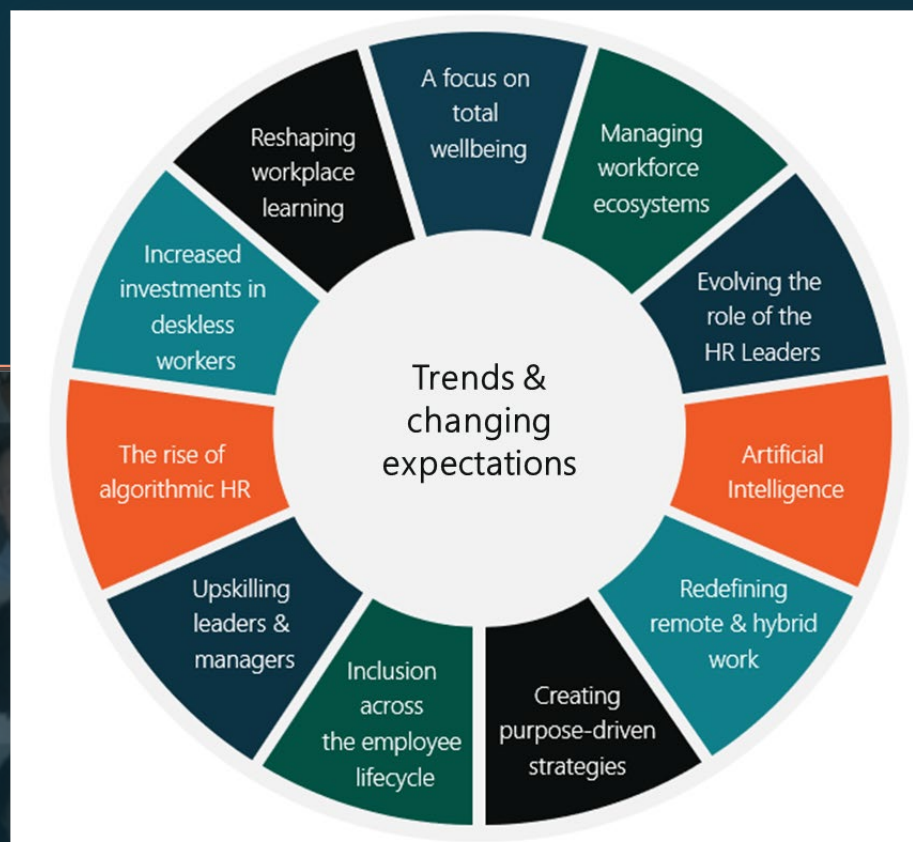 A focus on
total
wellbeing
Managing
workforce
ecosystems
Evolving the
role of the
HR Leaders
Artificial
Intelligence
Redefining
remote & hybrid
work
Creating
purpose-driven
strategies
Inclusion
across
the employee
lifecycle
Upskilling
leaders &
managers
The rise of
algorithmic HR
Increased
investments in
deskless
workers
Reshaping
workplace
learning
Trends &
changing
expectations